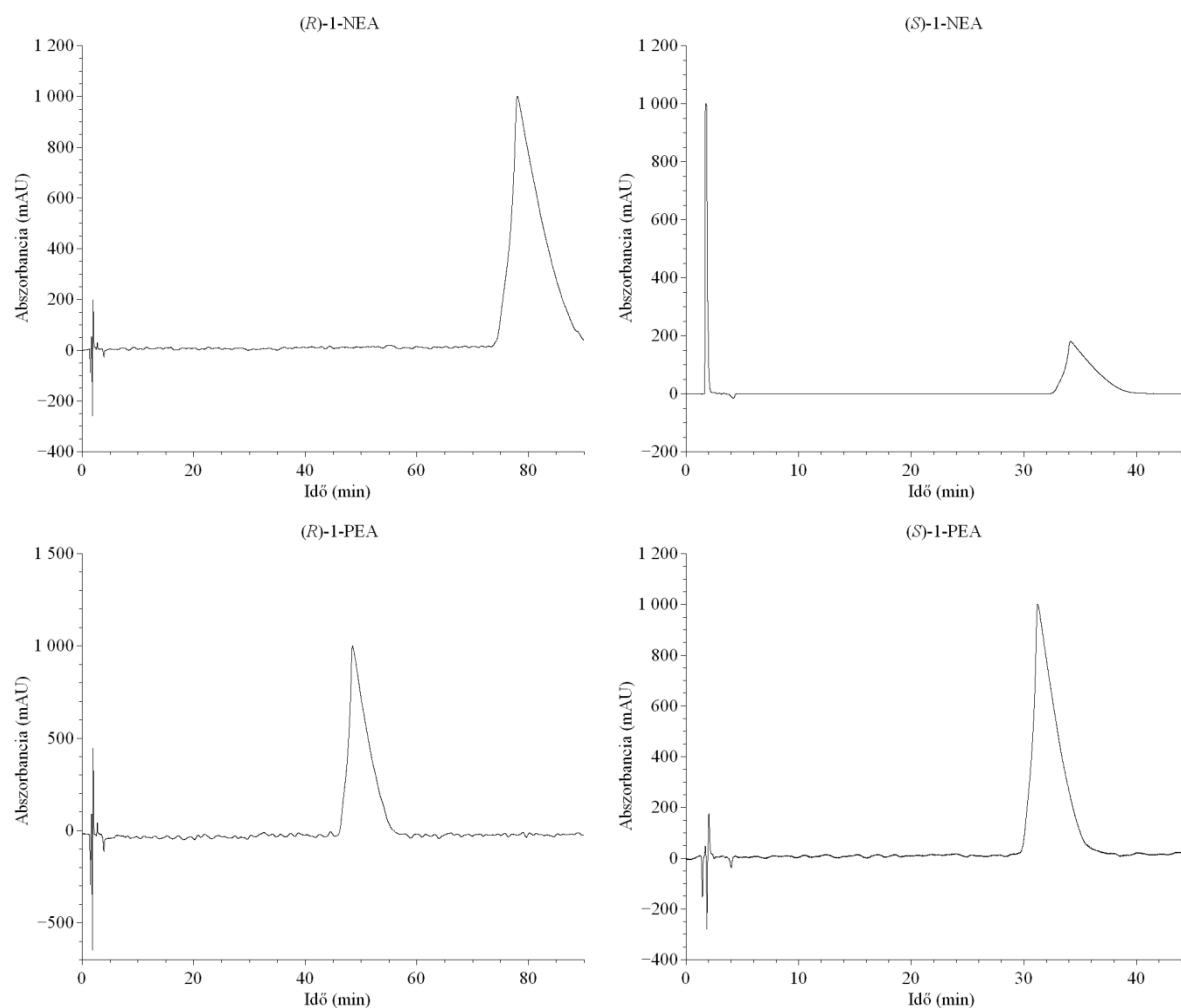 (R)-1-NEA
1 200
1 000
800
600
400
200
0
−200
−400
Abszorbancia (mAU)
0 20 40 60 80
Idő (min)
(S)-1-NEA
1 200
1 000
800
600
400
200
0
−200
Abszorbancia (mAU)
0 10 20 30 40
Idő (min)
(R)-1-PEA
1 500
1 000
500
0
−500
Abszorbancia (mAU)
0 20 40 60 80
Idő (min)
(S)-1-PEA
1 200
1 000
800
600
400
200
0
−200
−400
Abszorbancia (mAU)
0 10 20 30 40
Idő (min)